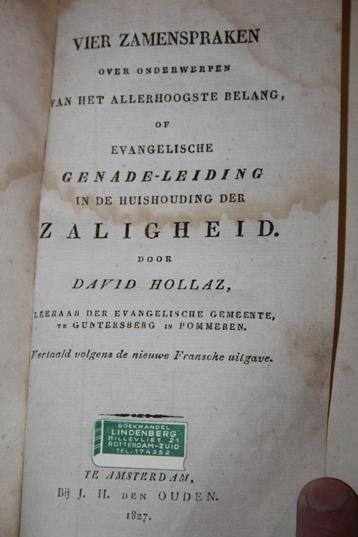 VIER ZAMENSPRAKEN
OVER ONDERWERPEN
VAN HET ALLERHOOGSTE BELANG,
OF
EVANGELISCHE
GENADE-LEIDING
IN DE HUISHOUDING DER
ZALIGHEID.
DOOR
DAVID HOLLAZ,
LEERAAR DER EVANGELISCHE GEMEENTE,
TE GUNTERSBERG IN POMMEREN.
Vertaald volgens de nieuwe Fransche uitgave.
BOEKHANDEL
LINDENBERG
HILLEVLIET 21
ROTTERDAM-ZUID
TEL. 174352
TE AMSTERDAM,
Bij J. H. DEN OUDEN.
1827.